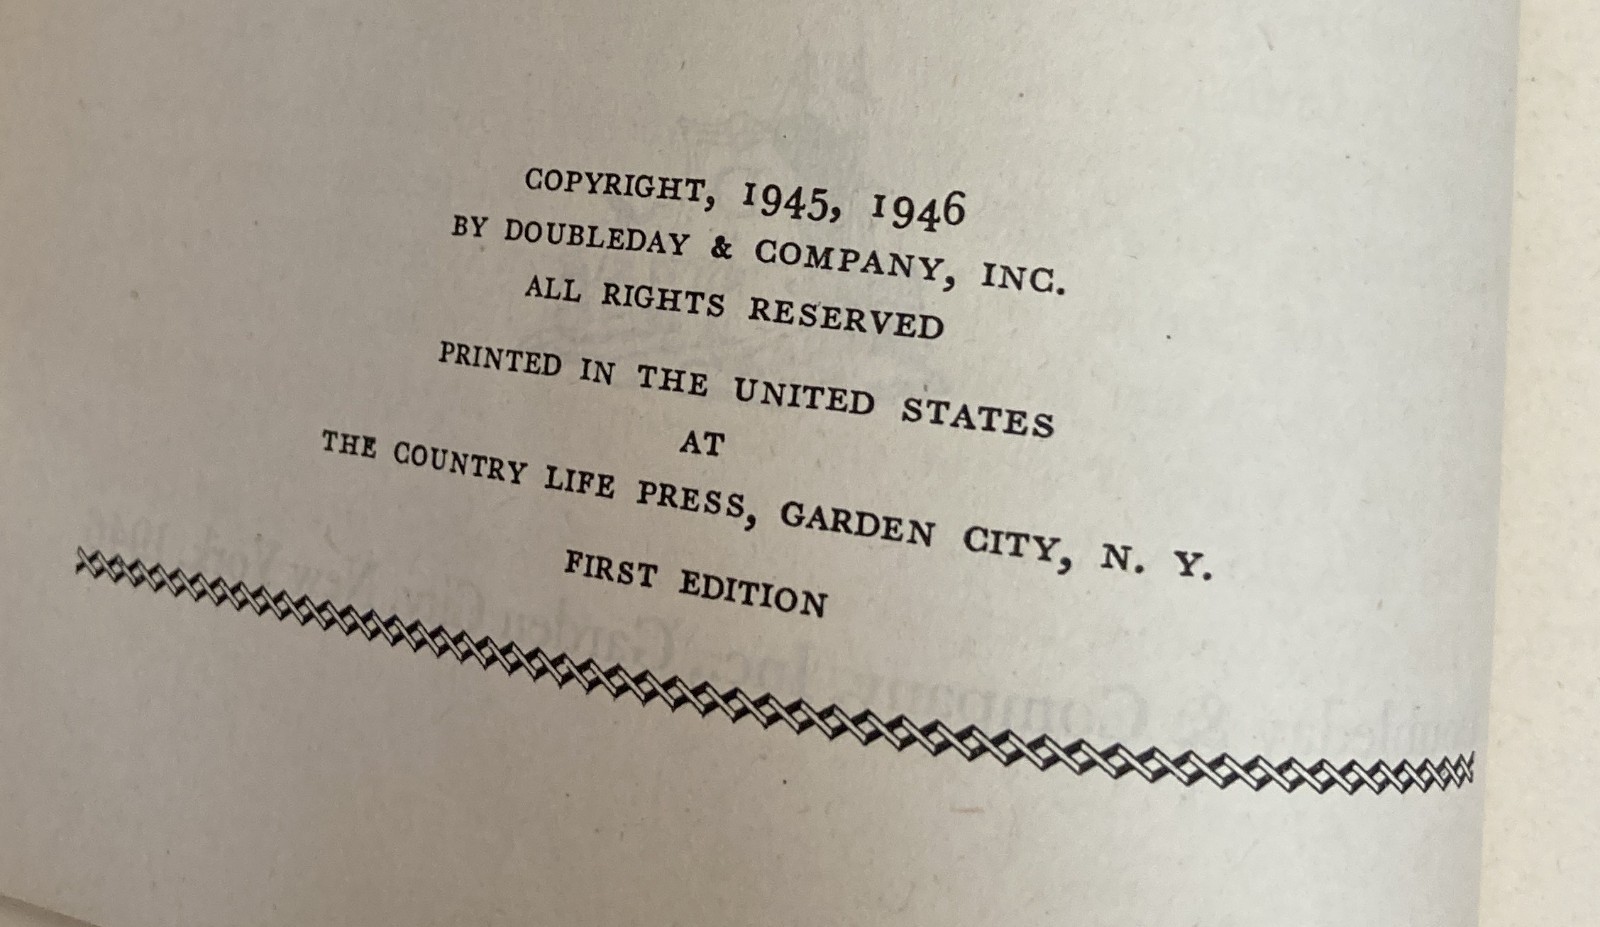 COPYRIGHT, 1945, 1946
BY DOUBLEDAY & COMPANY, INC.
ALL RIGHTS RESERVED
PRINTED IN THE UNITED STATES
AT
THE COUNTRY LIFE PRESS, GARDEN CITY, N. Y.
FIRST EDITION